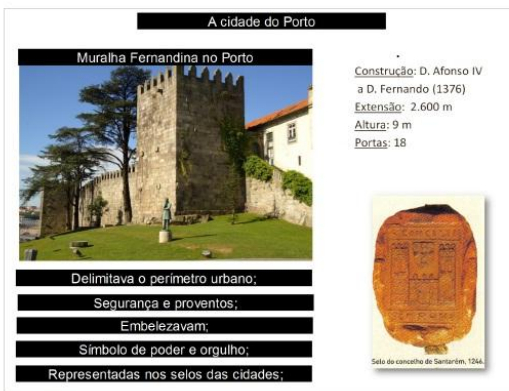 A cidade do Porto
Muralha Fernandina no Porto
Construção: D. Afonso IV
a D. Fernando (1376)
Extensão: 2.600 m
Altura: 9 m
Portas: 18
Delimitava o perímetro urbano;
Segurança e proventos;
Embelezavam;
Símbolo de poder e orgulho;
Representadas nos selos das cidades;
Selo do concelho de Santarém, 1246.